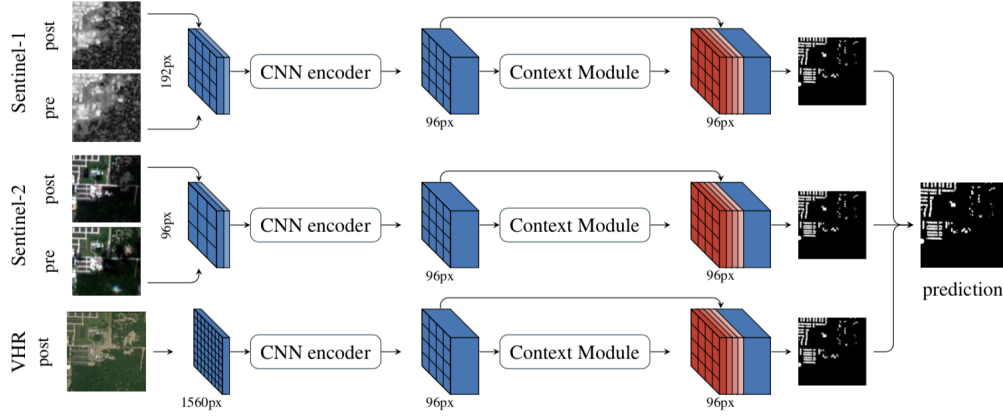 Sentinel-1
post
pre
192px
CNN encoder
96px
Context Module
96px
Sentinel-2
post
pre
96px
CNN encoder
96px
Context Module
96px
prediction
VHR
post
1560px
CNN encoder
96px
Context Module
96px